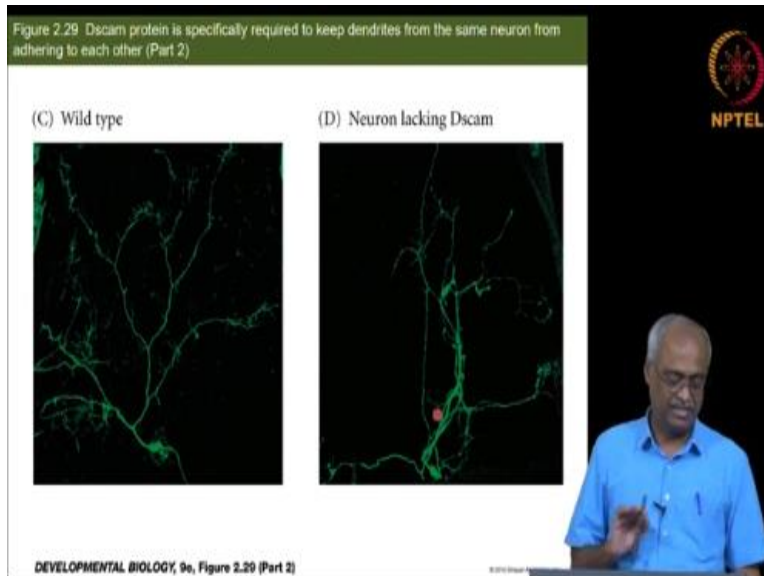 Figure 2.29 Dscam protein is specifically required to keep dendrites from the same neuron from
adhering to each other (Part 2)
NPTEL
(C) Wild type
(D) Neuron lacking Dscam
DEVELOPMENTAL BIOLOGY, 9e, Figure 2.29 (Part 2)